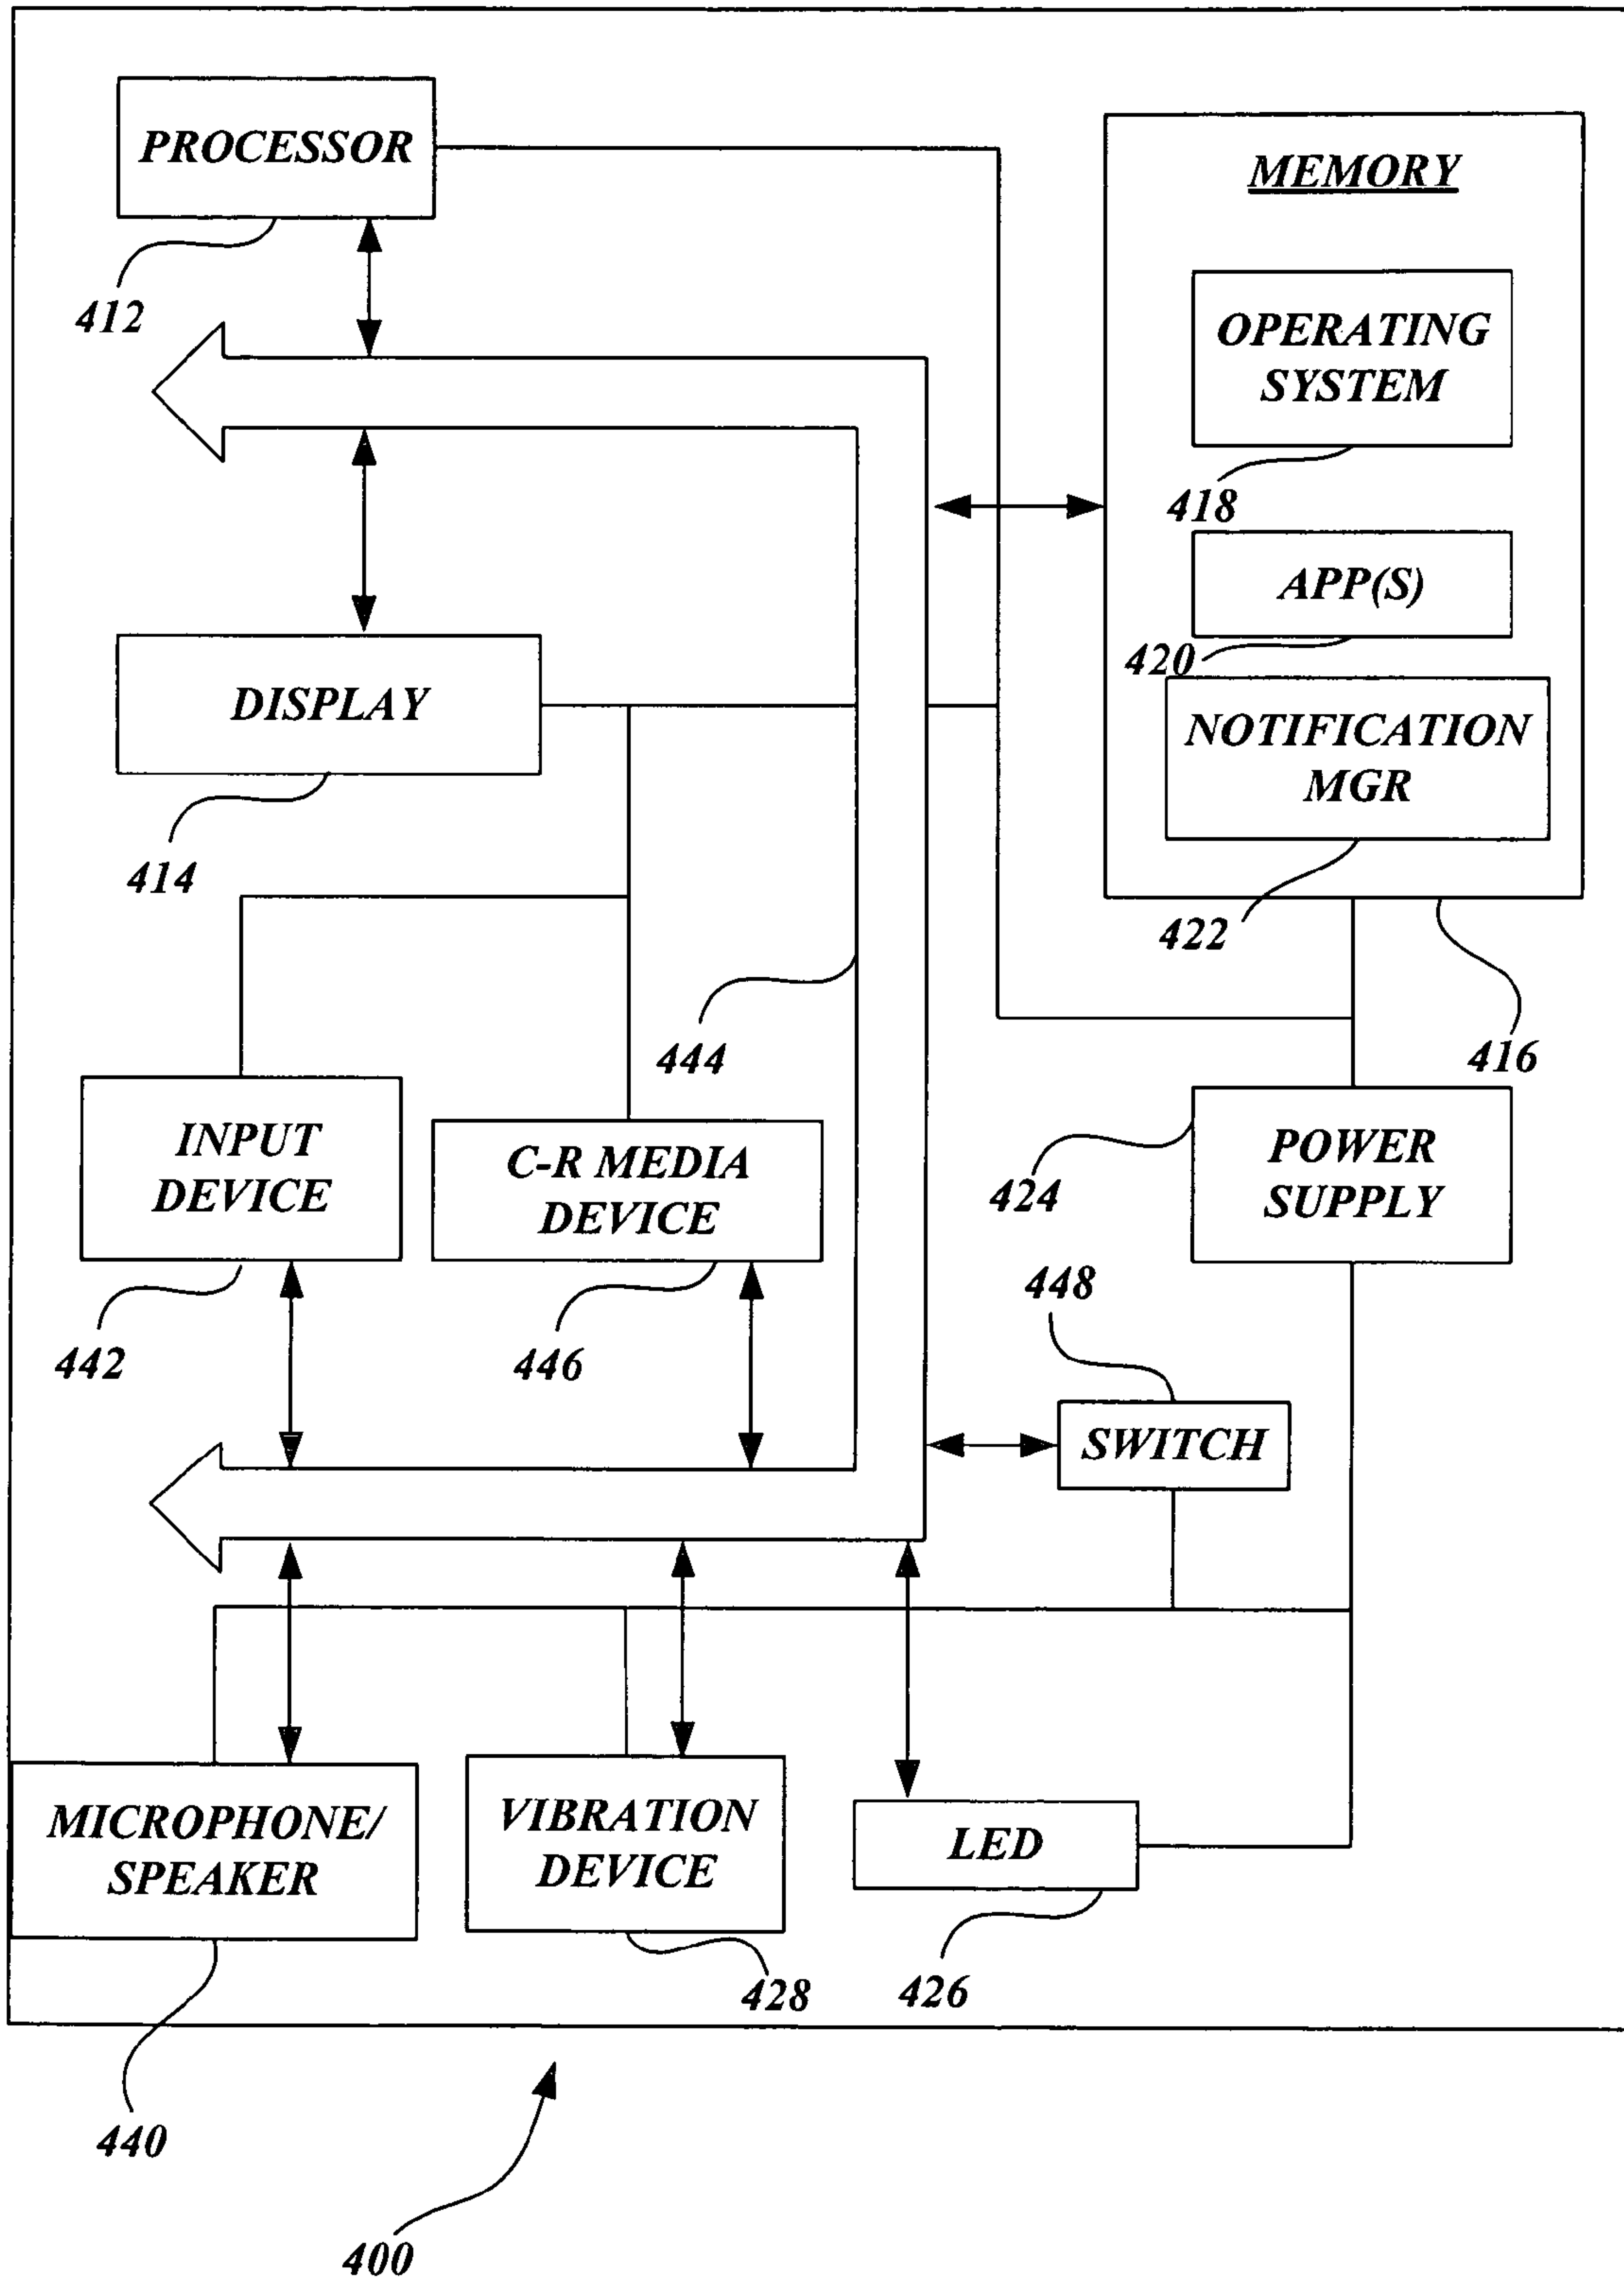 PROCESSOR
412
MEMORY
OPERATING
SYSTEM
418
APP(S)
420
NOTIFICATION
MGR
422
416
DISPLAY
414
444
INPUT
DEVICE
442
C-R MEDIA
DEVICE
446
POWER
SUPPLY
424
448
SWITCH
MICROPHONE/
SPEAKER
440
VIBRATION
DEVICE
428
LED
426
400